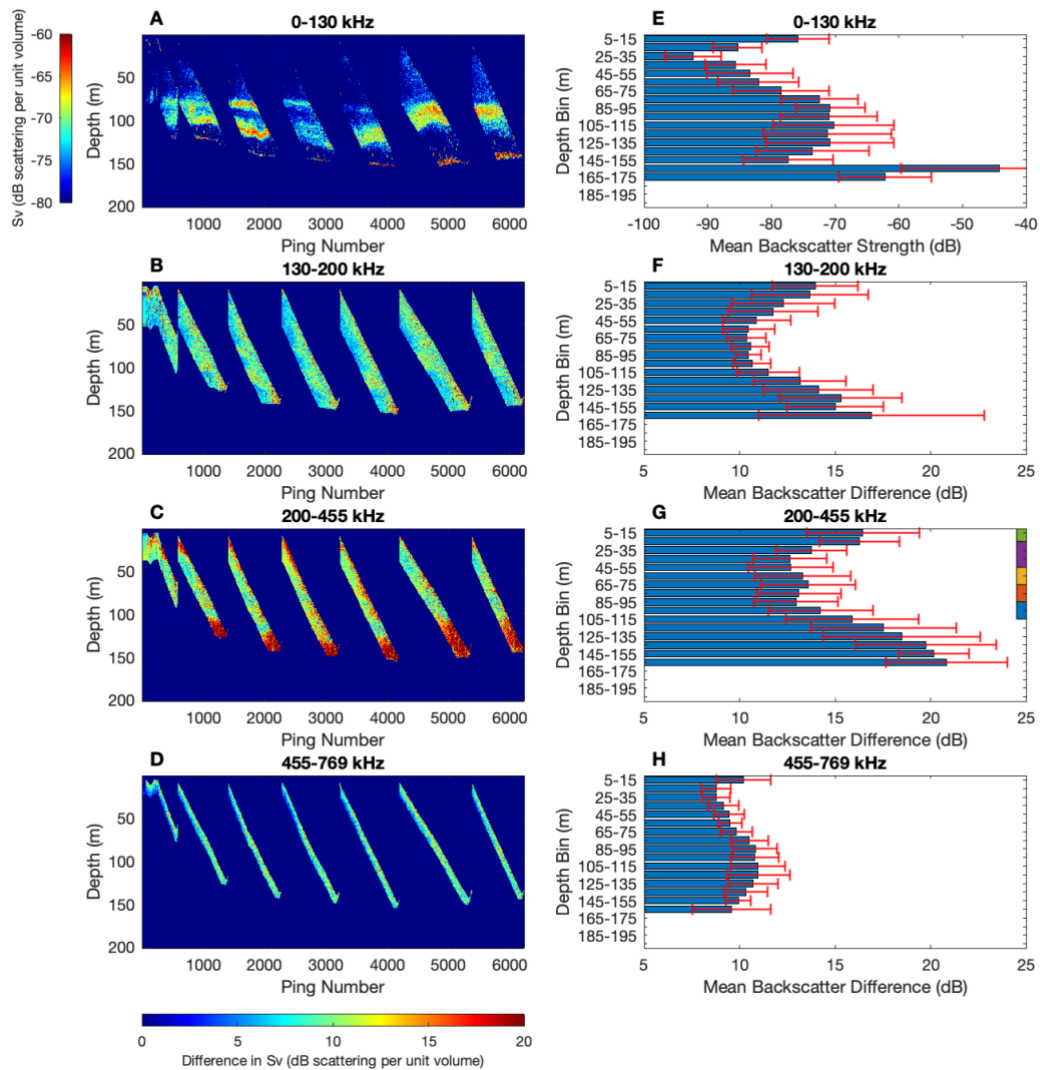 A
0-130 kHz
-60
-65
-70
-75
-80
Sv (dB scattering per unit volume)
50
100
150
200
Depth (m)
1000 2000 3000 4000 5000 6000
Ping Number
E
0-130 kHz
5-15
25-35
45-55
65-75
85-95
105-115
125-135
145-155
165-175
185-195
Depth Bin (m)
-100 -90 -80 -70 -60 -50 -40
Mean Backscatter Strength (dB)
B
130-200 kHz
50
100
150
200
Depth (m)
1000 2000 3000 4000 5000 6000
Ping Number
F
130-200 kHz
5-15
25-35
45-55
65-75
85-95
105-115
125-135
145-155
165-175
185-195
Depth Bin (m)
5 10 15 20 25
Mean Backscatter Difference (dB)
C
200-455 kHz
50
100
150
200
Depth (m)
1000 2000 3000 4000 5000 6000
Ping Number
G
200-455 kHz
5-15
25-35
45-55
65-75
85-95
105-115
125-135
145-155
165-175
185-195
Depth Bin (m)
5 10 15 20 25
Mean Backscatter Difference (dB)
D
455-769 kHz
50
100
150
200
Depth (m)
1000 2000 3000 4000 5000 6000
Ping Number
H
455-769 kHz
5-15
25-35
45-55
65-75
85-95
105-115
125-135
145-155
165-175
185-195
Depth Bin (m)
5 10 15 20 25
Mean Backscatter Difference (dB)
0 5 10 15 20
Difference in Sv (dB scattering per unit volume)